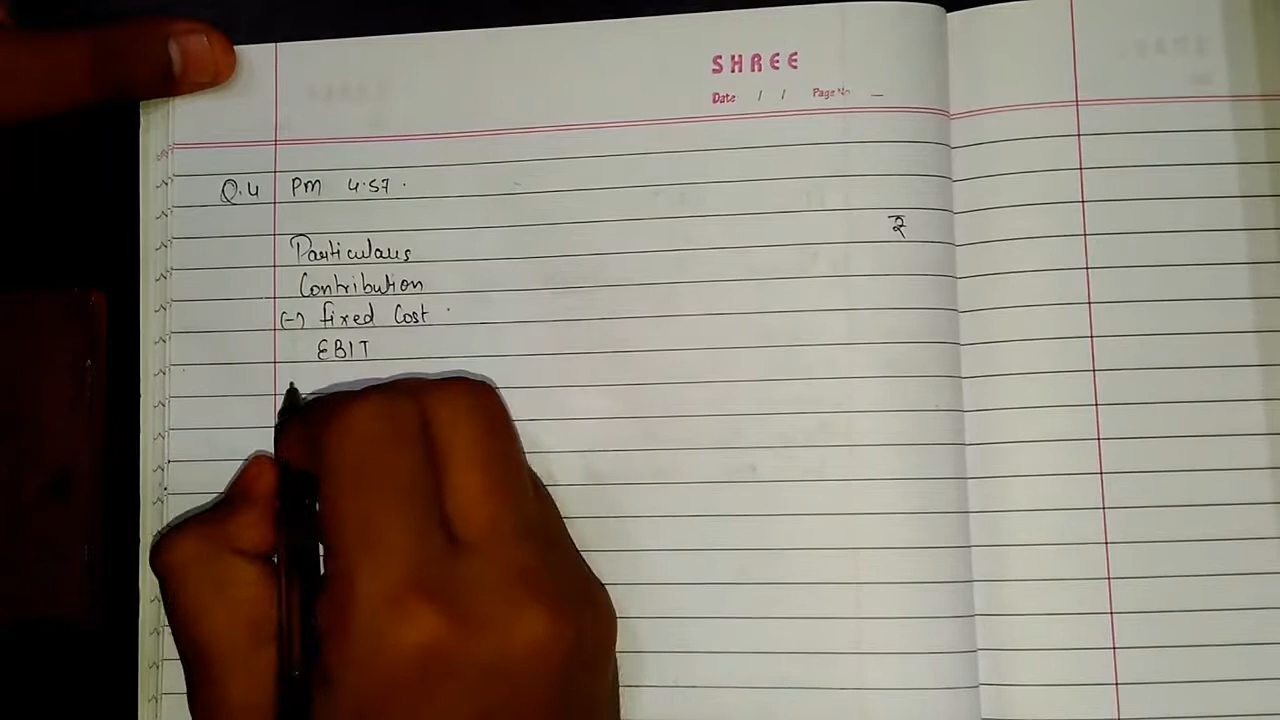 SHREE
Date / / Page No
Q.4 PM 4.57.
₹
Particulars
Contribution
(-) fixed Cost
EBIT